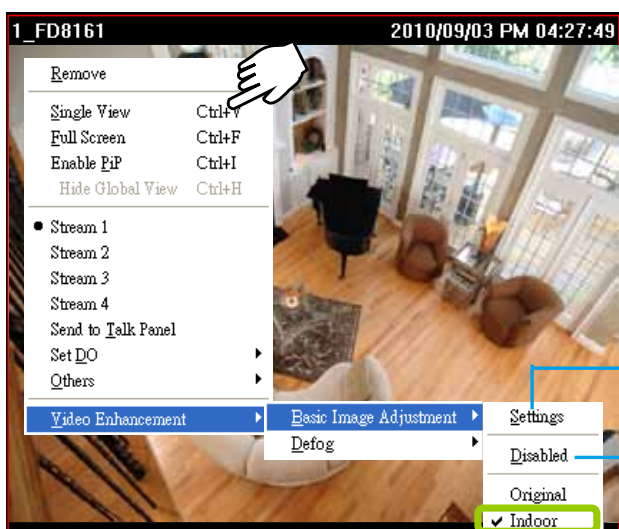 1_FD8161 2010/09/03 PM 04:27:49
Remove
Single View Ctrl+V
Full Screen Ctrl+F
Enable PiP Ctrl+I
Hide Global View Ctrl+H
Stream 1
Stream 2
Stream 3
Stream 4
Send to Talk Panel
Set DO
Others
Video Enhancement
Basic Image Adjustment
Defog
Settings
Disabled
Original
Indoor